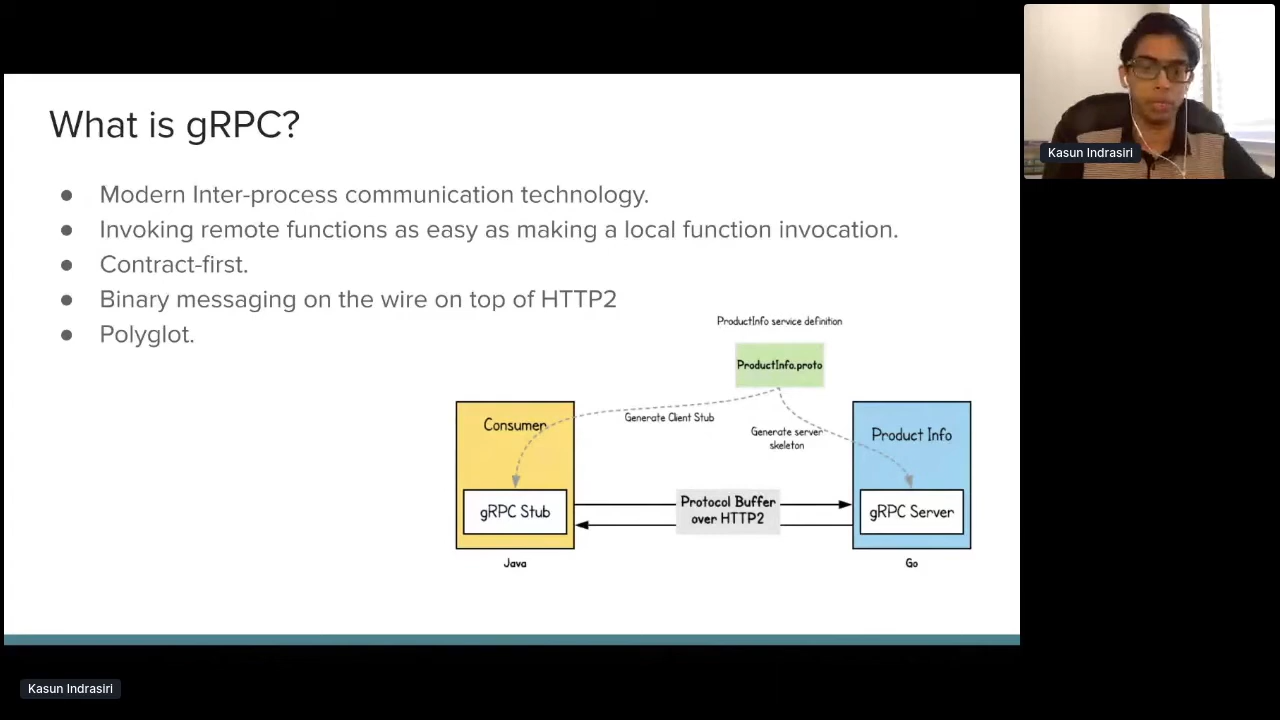 What is gRPC?
● Modern Inter-process communication technology.
● Invoking remote functions as easy as making a local function invocation.
● Contract-first.
● Binary messaging on the wire on top of HTTP2
● Polyglot.
ProductInfo service definition
ProductInfo.proto
Generate Client Stub
Generate server
skeleton
Consumer
gRPC Stub
Java
Protocol Buffer
over HTTP2
Product Info
gRPC Server
Go
Kasun Indrasiri
Kasun Indrasiri